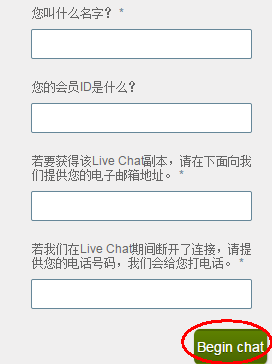 您叫什么名字？ *
您的会员ID是什么？
若要获得该Live Chat副本，请在下面向我
们提供您的电子邮箱地址。 *
若我们在Live Chat期间断开了连接，请提
供您的电话号码，我们会给您打电话。 *
Begin chat